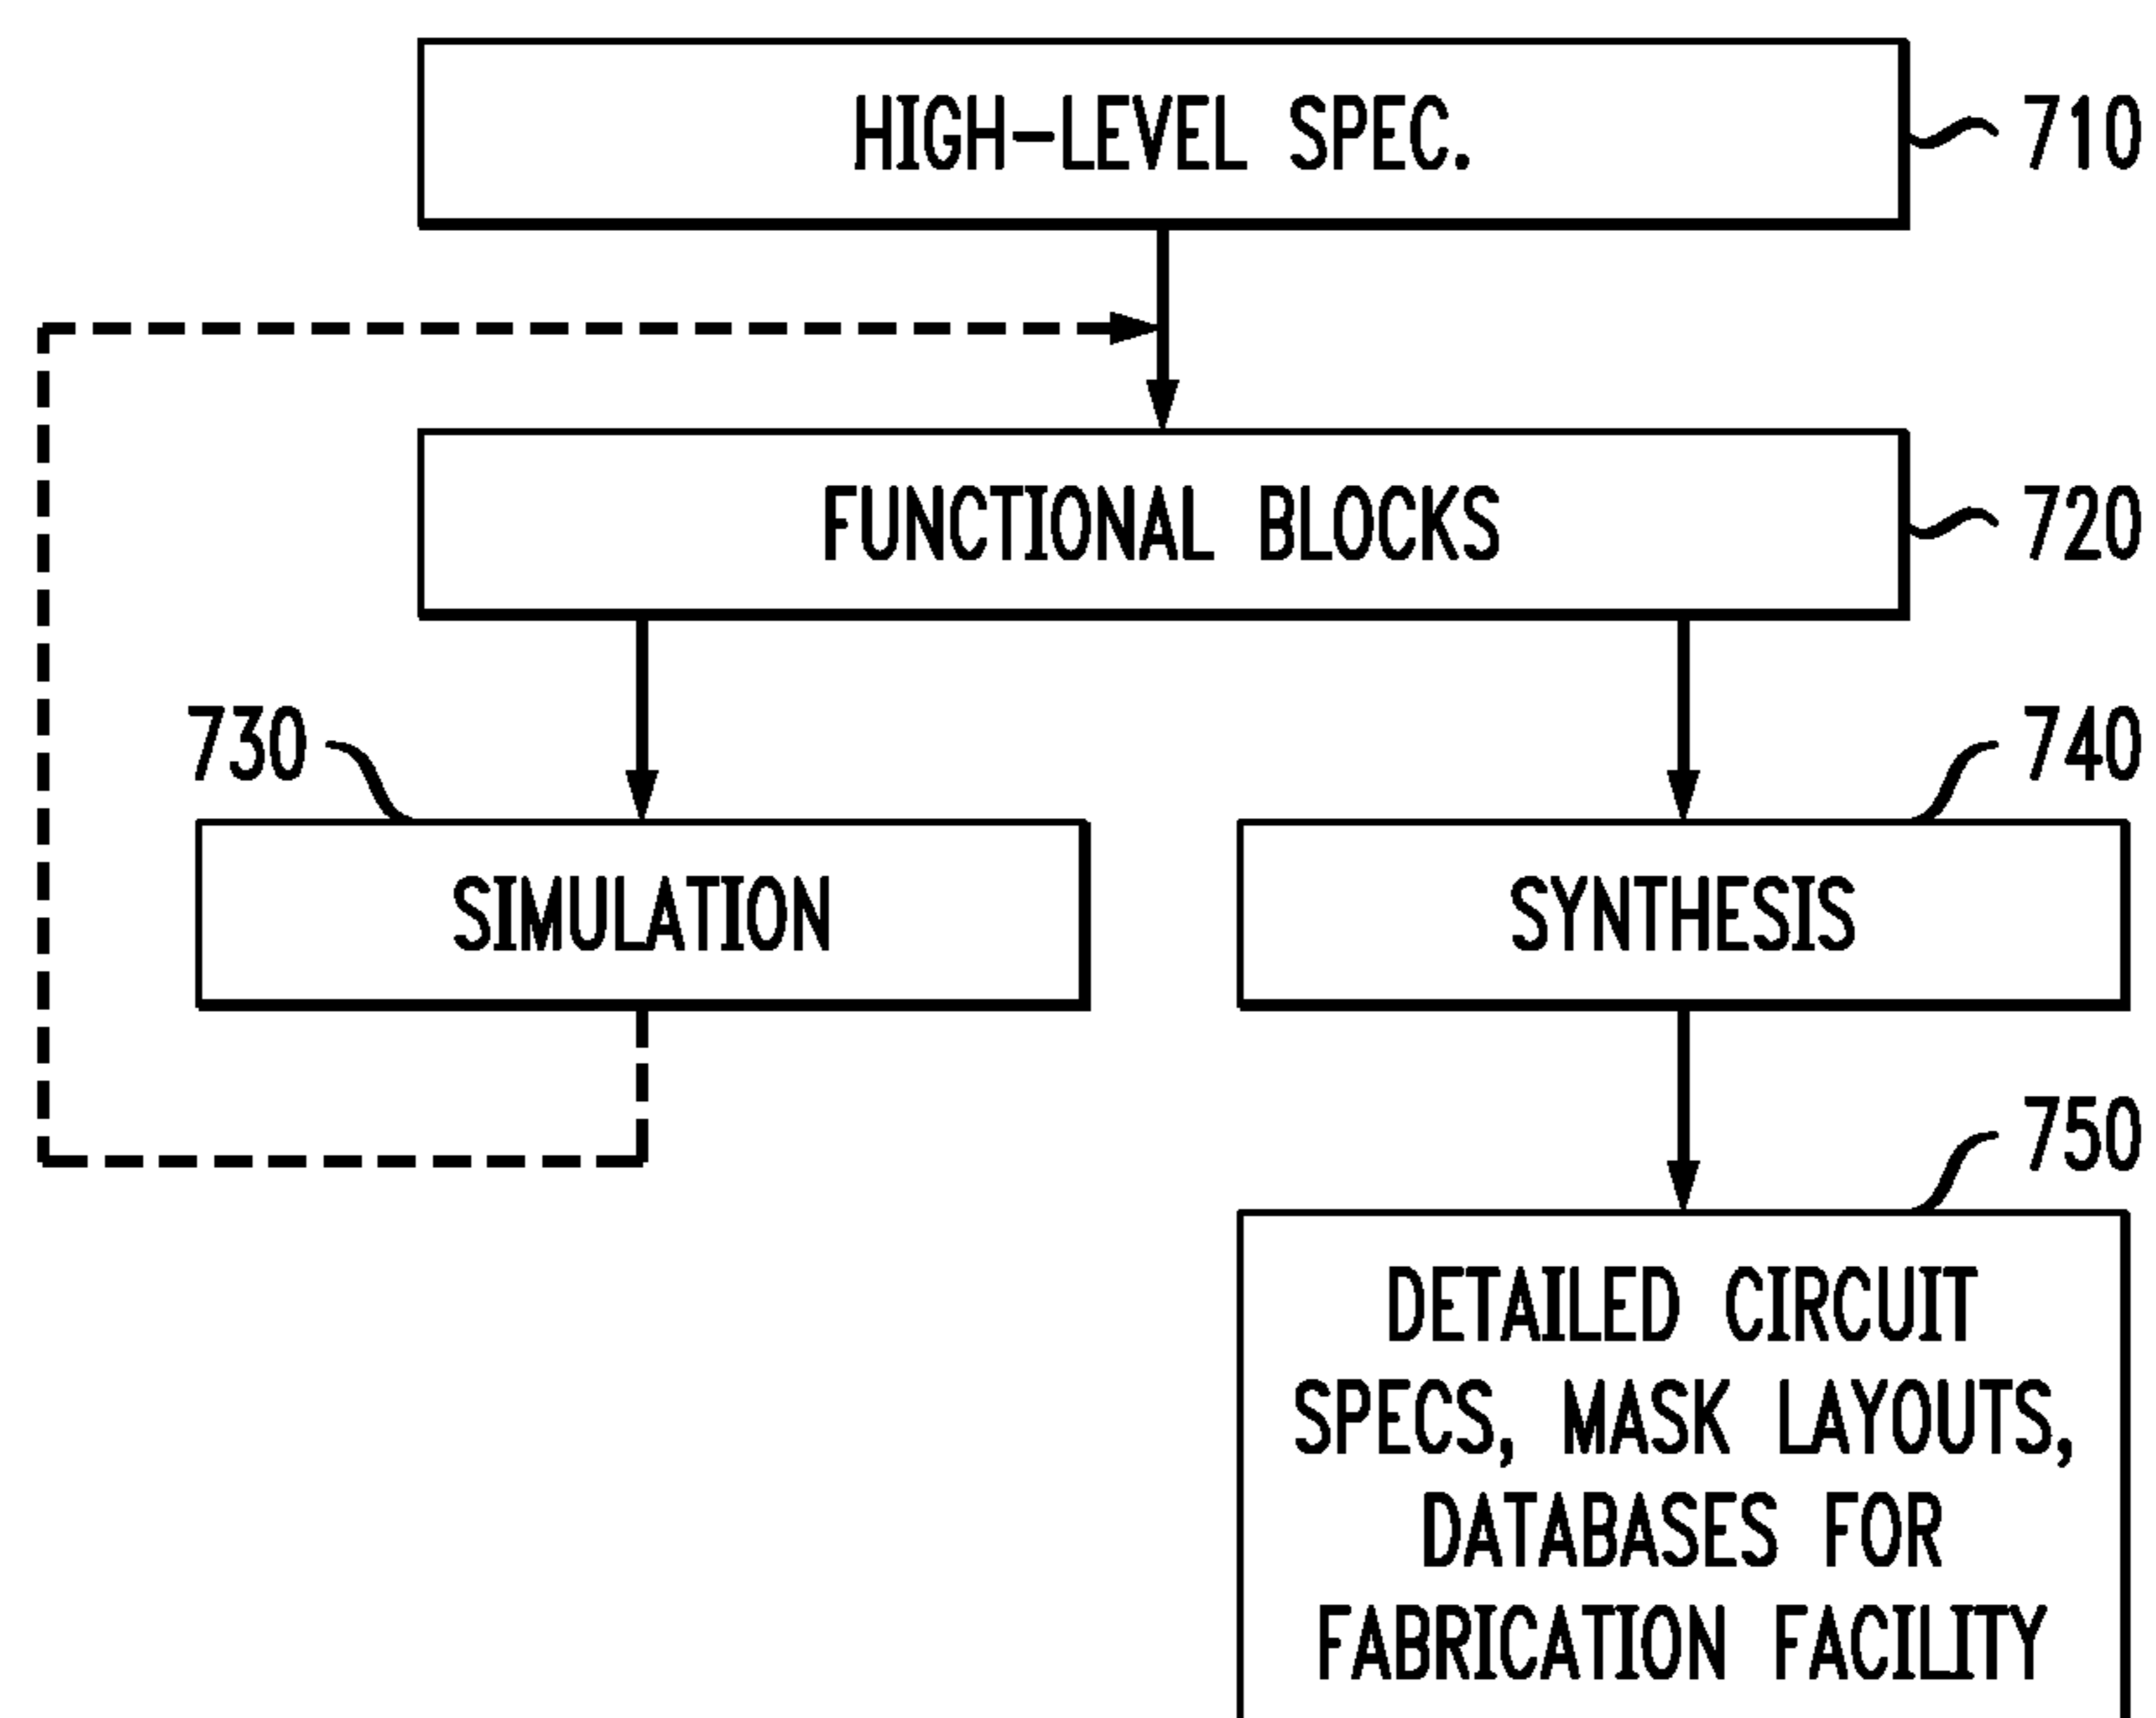 HIGH-LEVEL SPEC.
710
FUNCTIONAL BLOCKS
720
730
740
SIMULATION
SYNTHESIS
750
DETAILED CIRCUIT
SPECS, MASK LAYOUTS,
DATABASES FOR
FABRICATION FACILITY